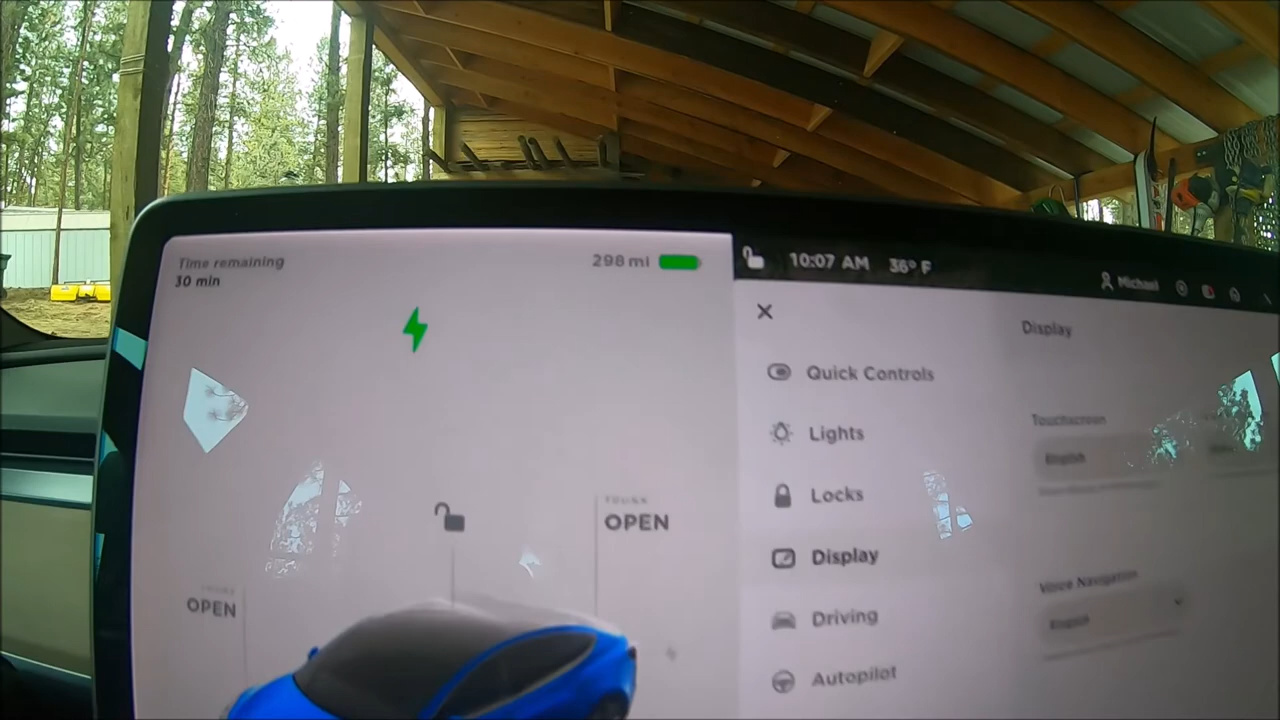 Time remaining
30 min
298 mi
10:07 AM 36° F
Michael
Display
Quick Controls
Lights
Locks
Display
Driving
Autopilot
Touchscreen
English
Voice Navigation
English
TRUNK
OPEN
OPEN